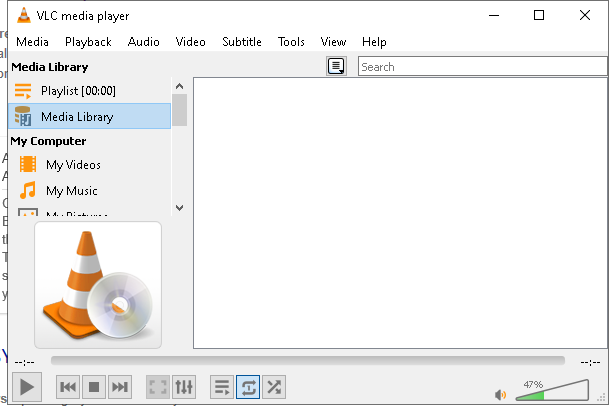 VLC media player
Media Playback Audio Video Subtitle Tools View Help
Media Library
Search
Playlist [00:00]
Media Library
My Computer
My Videos
My Music
My Pictures
--:-- --:--
47%